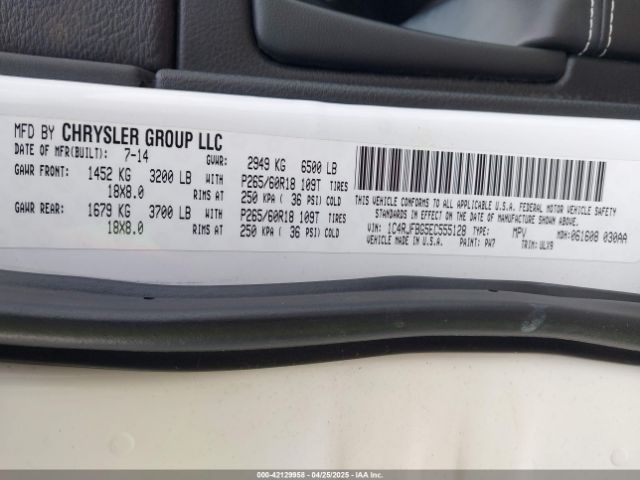 MFD BY CHRYSLER GROUP LLC
DATE OF MFR(BUILT): 7-14 GVWR: 2949 KG 6500 LB
GAWR FRONT: 1452 KG 3200 LB WITH P265/60R18 109T TIRES
18X8.0 RIMS AT 250 KPA ( 36 PSI) COLD
GAWR REAR: 1679 KG 3700 LB WITH P265/60R18 109T TIRES
18X8.0 RIMS AT 250 KPA ( 36 PSI) COLD
THIS VEHICLE CONFORMS TO ALL APPLICABLE U.S.A. FEDERAL MOTOR VEHICLE SAFETY
STANDARDS IN EFFECT ON THE DATE OF MANUFACTURE SHOWN ABOVE.
VIN: 1C4RJFBG5EC555128 TYPE: MPV MDH: 061608 030AA
VEHICLE MADE IN U.S.A. PAINT: PW7 TRIM: ULX9
000-42129958 - 04/25/2025 - IAAI.COM